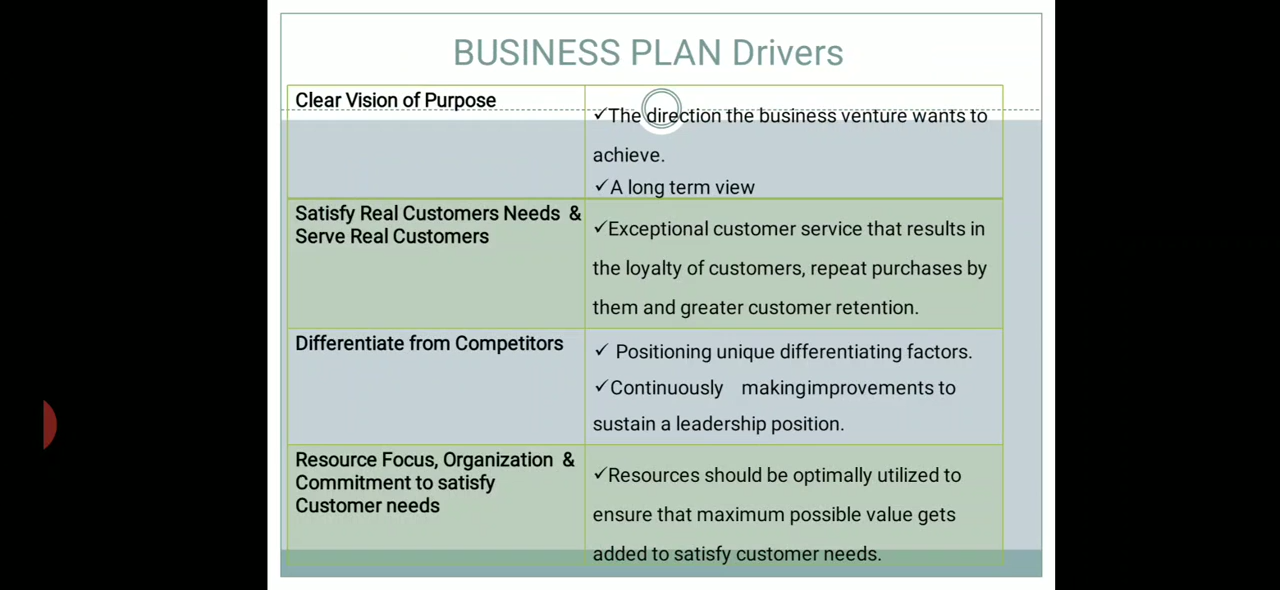 BUSINESS PLAN Drivers
Clear Vision of Purpose
✓The direction the business venture wants to
achieve.
✓A long term view
Satisfy Real Customers Needs &
Serve Real Customers
✓Exceptional customer service that results in
the loyalty of customers, repeat purchases by
them and greater customer retention.
Differentiate from Competitors
✓ Positioning unique differentiating factors.
✓Continuously makingimprovements to
sustain a leadership position.
Resource Focus, Organization &
Commitment to satisfy
Customer needs
✓Resources should be optimally utilized to
ensure that maximum possible value gets
added to satisfy customer needs.